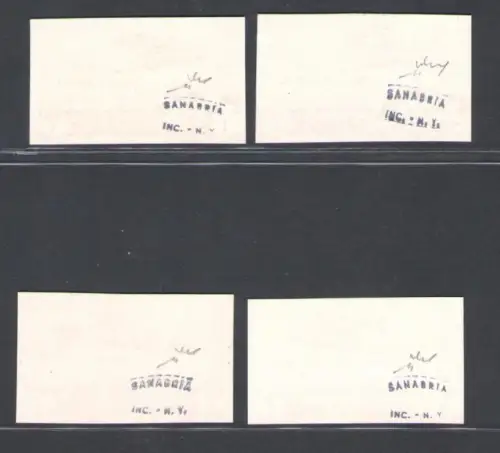 SANABRIA
INC. - N. Y
SANABRIA
INC. - N. Y.
SANABRIA
INC. - N. Y.
SANABRIA
INC. - N. Y